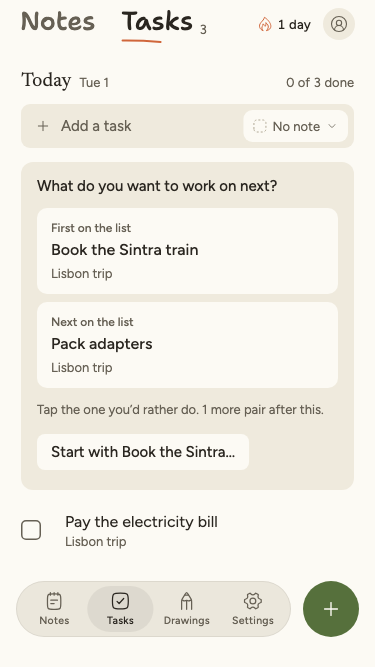 Notes Tasks 3 1 day
Today Tue 1 0 of 3 done
Add a task No note
What do you want to work on next?
First on the list
Book the Sintra train
Lisbon trip
Next on the list
Pack adapters
Lisbon trip
Tap the one you’d rather do. 1 more pair after this.
Start with Book the Sintra…
Pay the electricity bill
Lisbon trip
Notes Tasks Drawings Settings